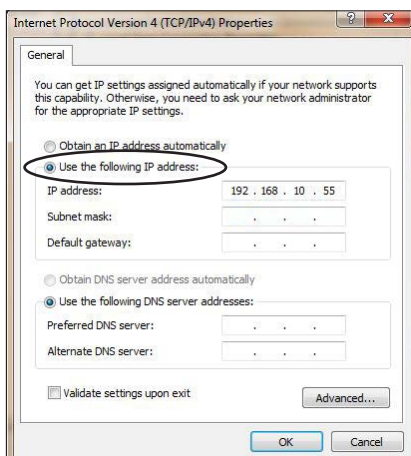 Internet Protocol Version 4 (TCP/IPv4) Properties
General
You can get IP settings assigned automatically if your network supports
this capability. Otherwise, you need to ask your network administrator
for the appropriate IP settings.
Obtain an IP address automatically
Use the following IP address:
IP address: 192 . 168 . 10 . 55
Subnet mask: . . .
Default gateway: . . .
Obtain DNS server address automatically
Use the following DNS server addresses:
Preferred DNS server: . . .
Alternate DNS server: . . .
Validate settings upon exit
Advanced...
OK Cancel